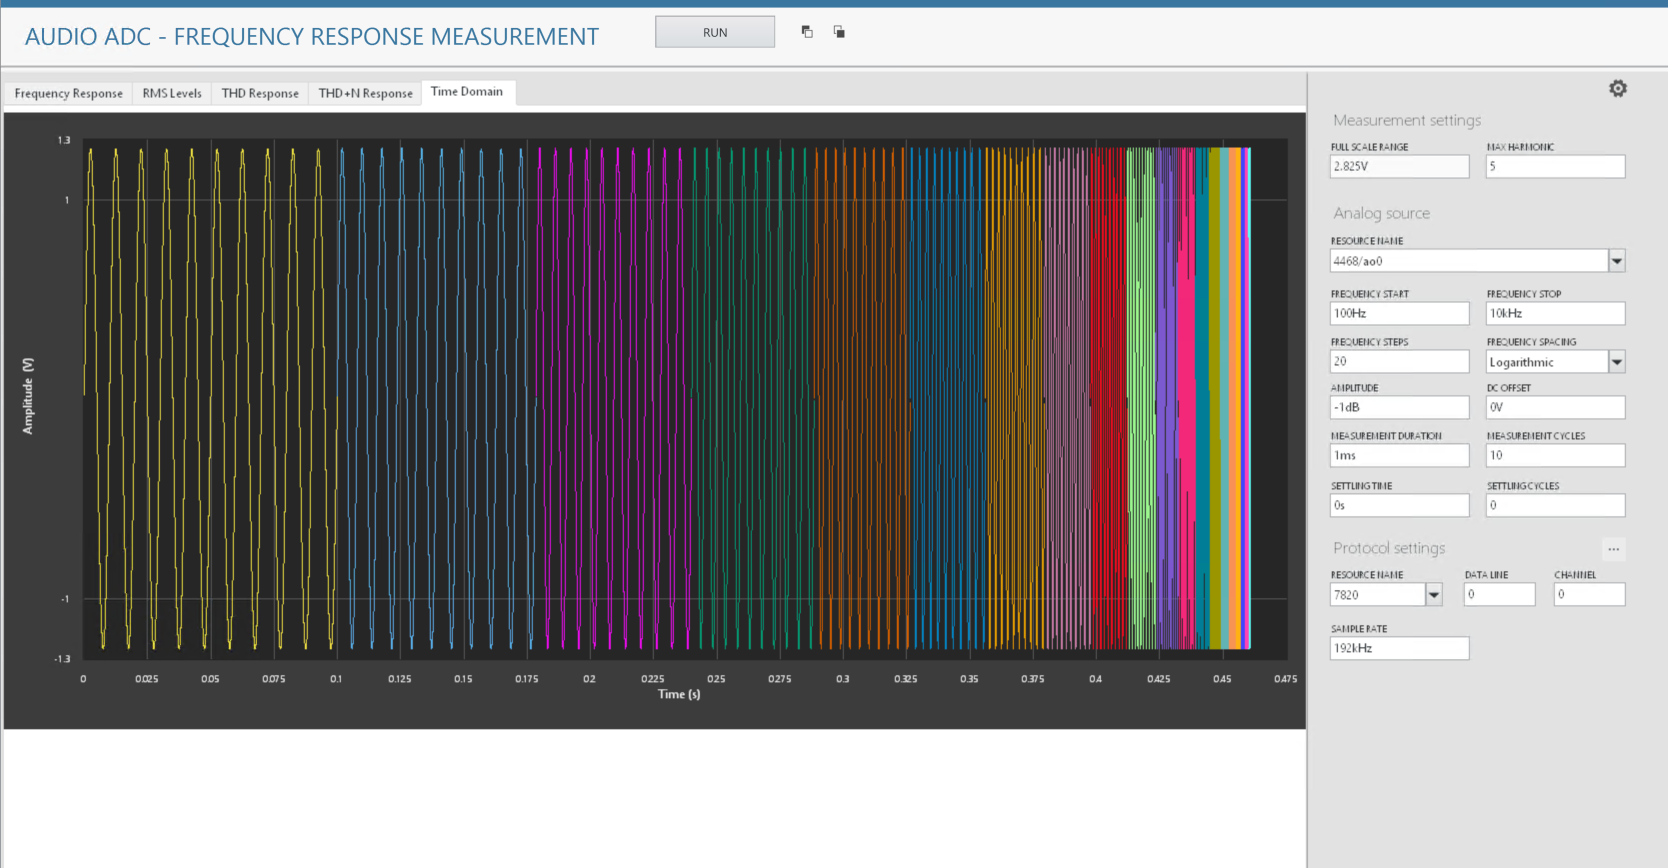 AUDIO ADC - FREQUENCY RESPONSE MEASUREMENT
RUN
Frequency Response
RMS Levels
THD Response
THD+N Response
Time Domain
1.3
1
-1
-1.3
Amplitude (V)
0
0.025
0.05
0.075
0.1
0.125
0.15
0.175
0.2
0.225
0.25
0.275
0.3
0.325
0.35
0.375
0.4
0.425
0.45
0.475
Time (s)
Measurement settings
FULL SCALE RANGE
MAX HARMONIC
2.825V
5
Analog source
RESOURCE NAME
4468/ao0
FREQUENCY START
FREQUENCY STOP
100Hz
10kHz
FREQUENCY STEPS
FREQUENCY SPACING
20
Logarithmic
AMPLITUDE
DC OFFSET
-1dB
0V
MEASUREMENT DURATION
MEASUREMENT CYCLES
1ms
10
SETTLING TIME
SETTLING CYCLES
0s
0
Protocol settings
...
RESOURCE NAME
DATA LINE
CHANNEL
7820
0
0
SAMPLE RATE
192kHz